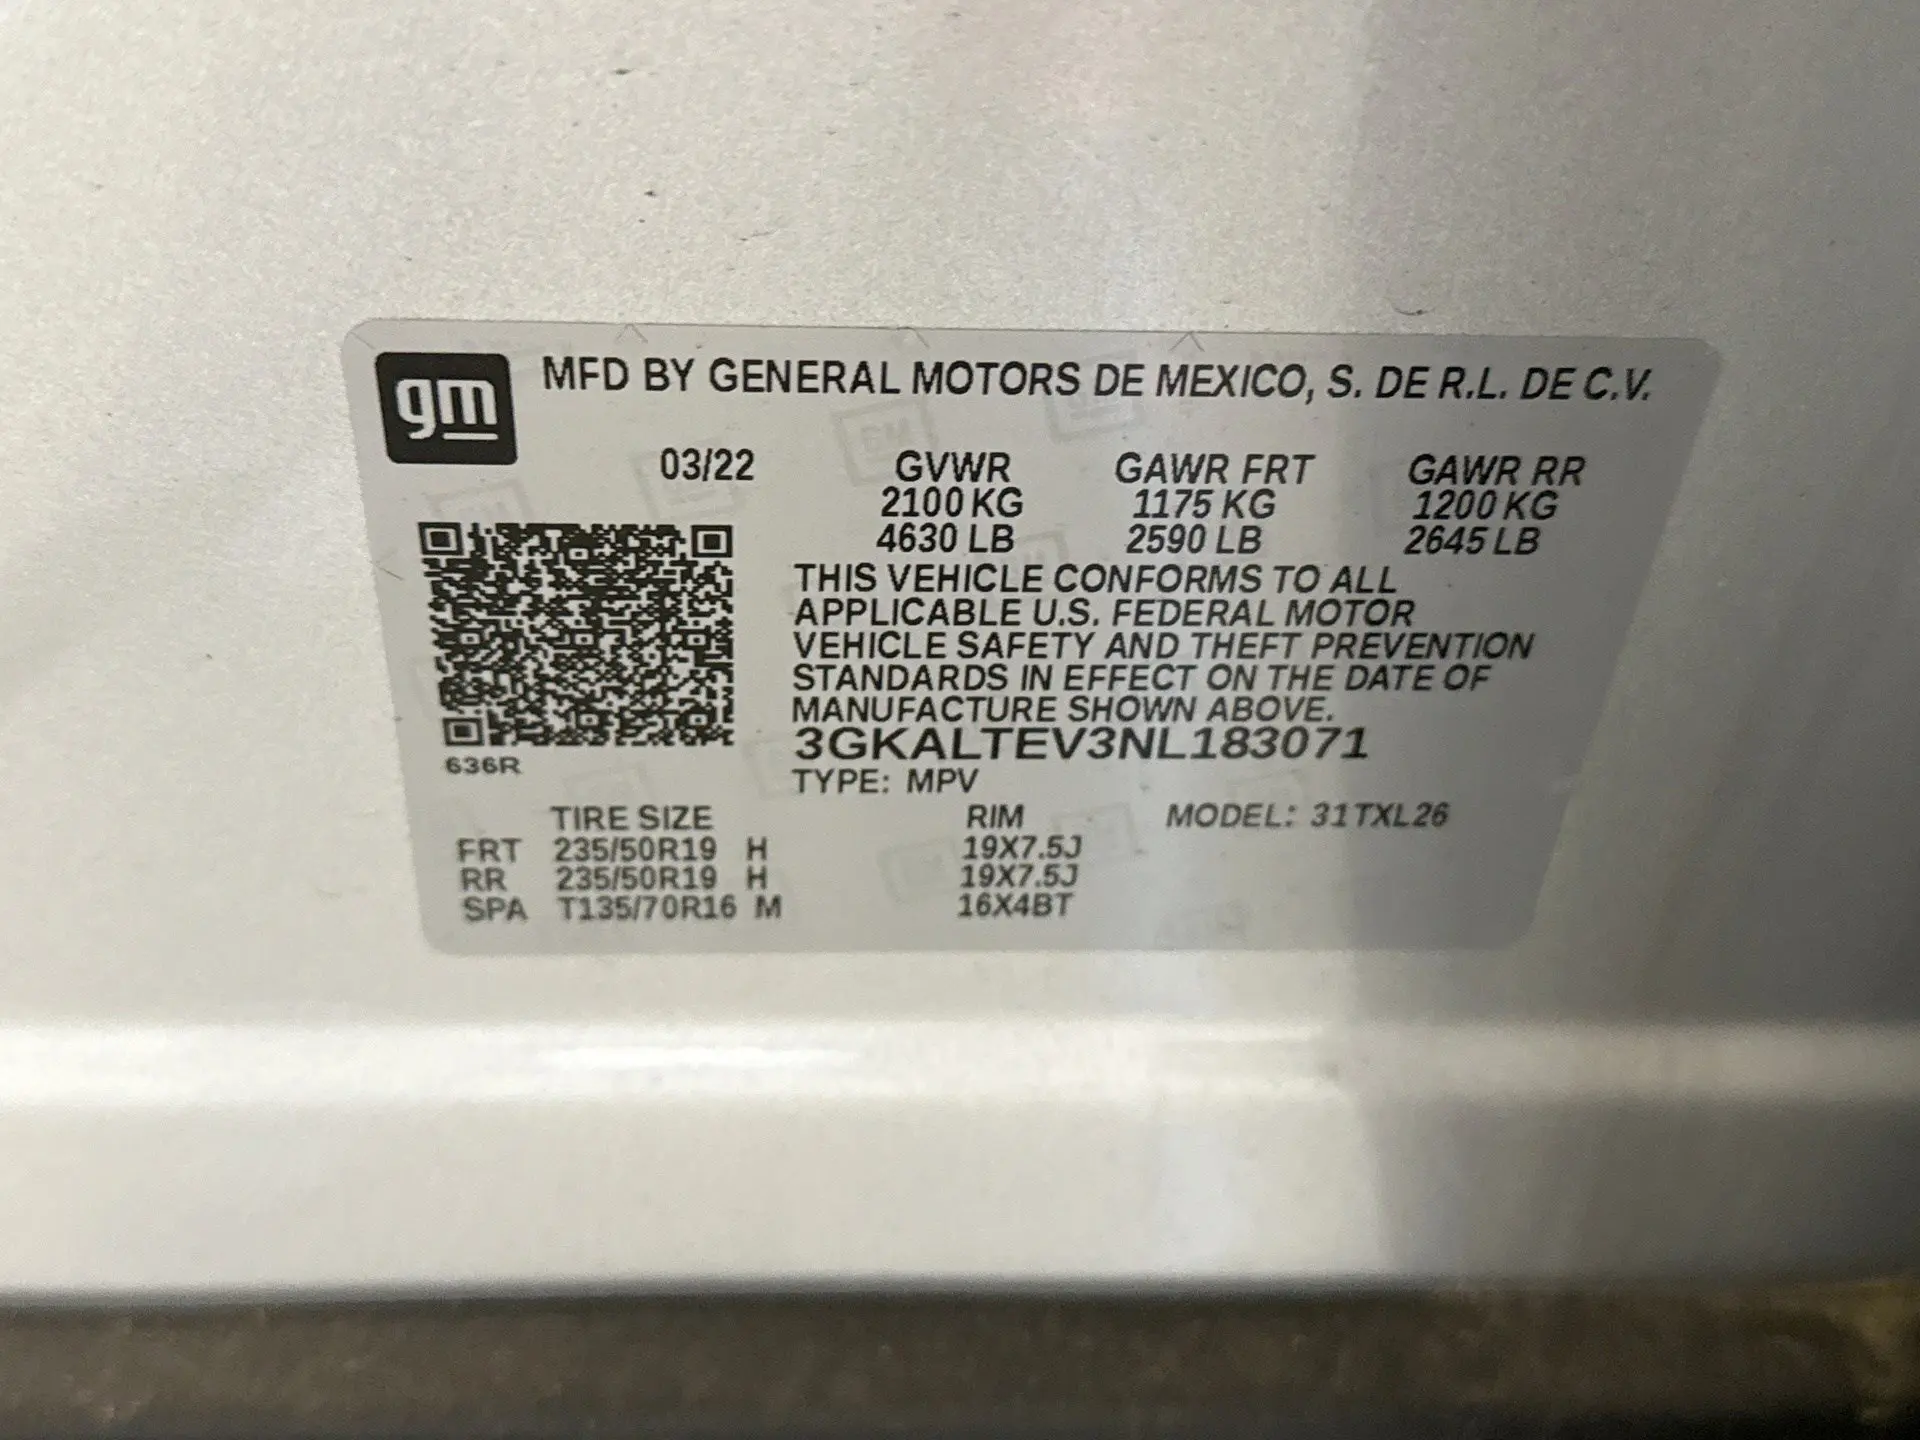 gm
MFD BY GENERAL MOTORS DE MEXICO, S. DE R.L. DE C.V.
03/22 GVWR GAWR FRT GAWR RR
2100 KG 1175 KG 1200 KG
4630 LB 2590 LB 2645 LB
THIS VEHICLE CONFORMS TO ALL
APPLICABLE U.S. FEDERAL MOTOR
VEHICLE SAFETY AND THEFT PREVENTION
STANDARDS IN EFFECT ON THE DATE OF
MANUFACTURE SHOWN ABOVE.
3GKALTEV3NL183071
636R
TYPE: MPV
TIRE SIZE RIM MODEL: 31TXL26
FRT 235/50R19 H 19X7.5J
RR 235/50R19 H 19X7.5J
SPA T135/70R16 M 16X4BT